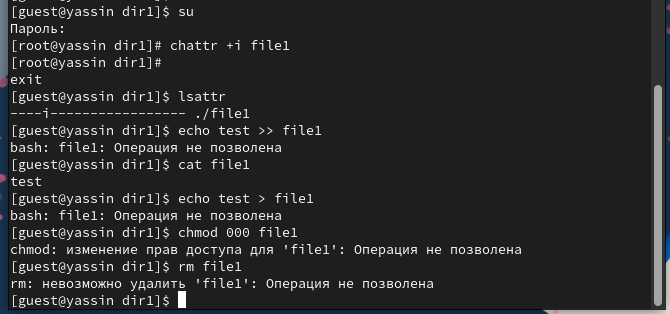 [guest@yassin dir1]$ su
Пароль:
[root@yassin dir1]# chattr +i file1
[root@yassin dir1]#
exit
[guest@yassin dir1]$ lsattr
----i----------------- ./file1
[guest@yassin dir1]$ echo test >> file1
bash: file1: Операция не позволена
[guest@yassin dir1]$ cat file1
test
[guest@yassin dir1]$ echo test > file1
bash: file1: Операция не позволена
[guest@yassin dir1]$ chmod 000 file1
chmod: изменение прав доступа для 'file1': Операция не позволена
[guest@yassin dir1]$ rm file1
rm: невозможно удалить 'file1': Операция не позволена
[guest@yassin dir1]$